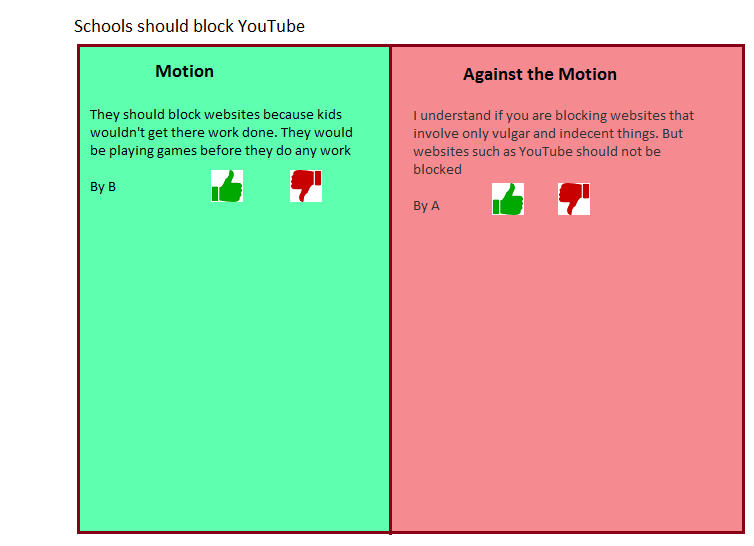 Schools should block YouTube
Motion
They should block websites because kids
wouldn't get there work done. They would
be playing games before they do any work
By B
Against the Motion
I understand if you are blocking websites that
involve only vulgar and indecent things. But
websites such as YouTube should not be
blocked
By A